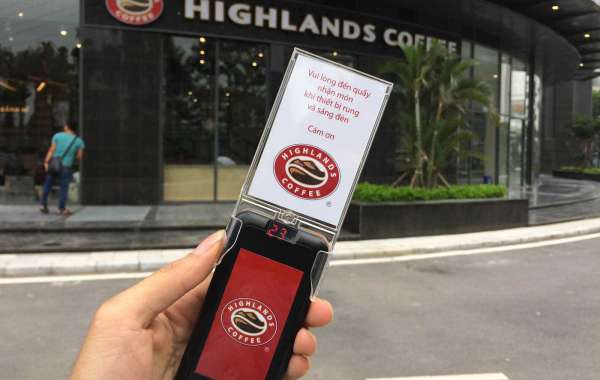 COFFEE
HIGHLANDS COFFEE
Vui lòng đến quầy
nhận món
khi thiết bị rung
và sáng đèn
Cảm ơn
HIGHLANDS
COFFEE
®
23
HIGHLANDS
COFFEE
®